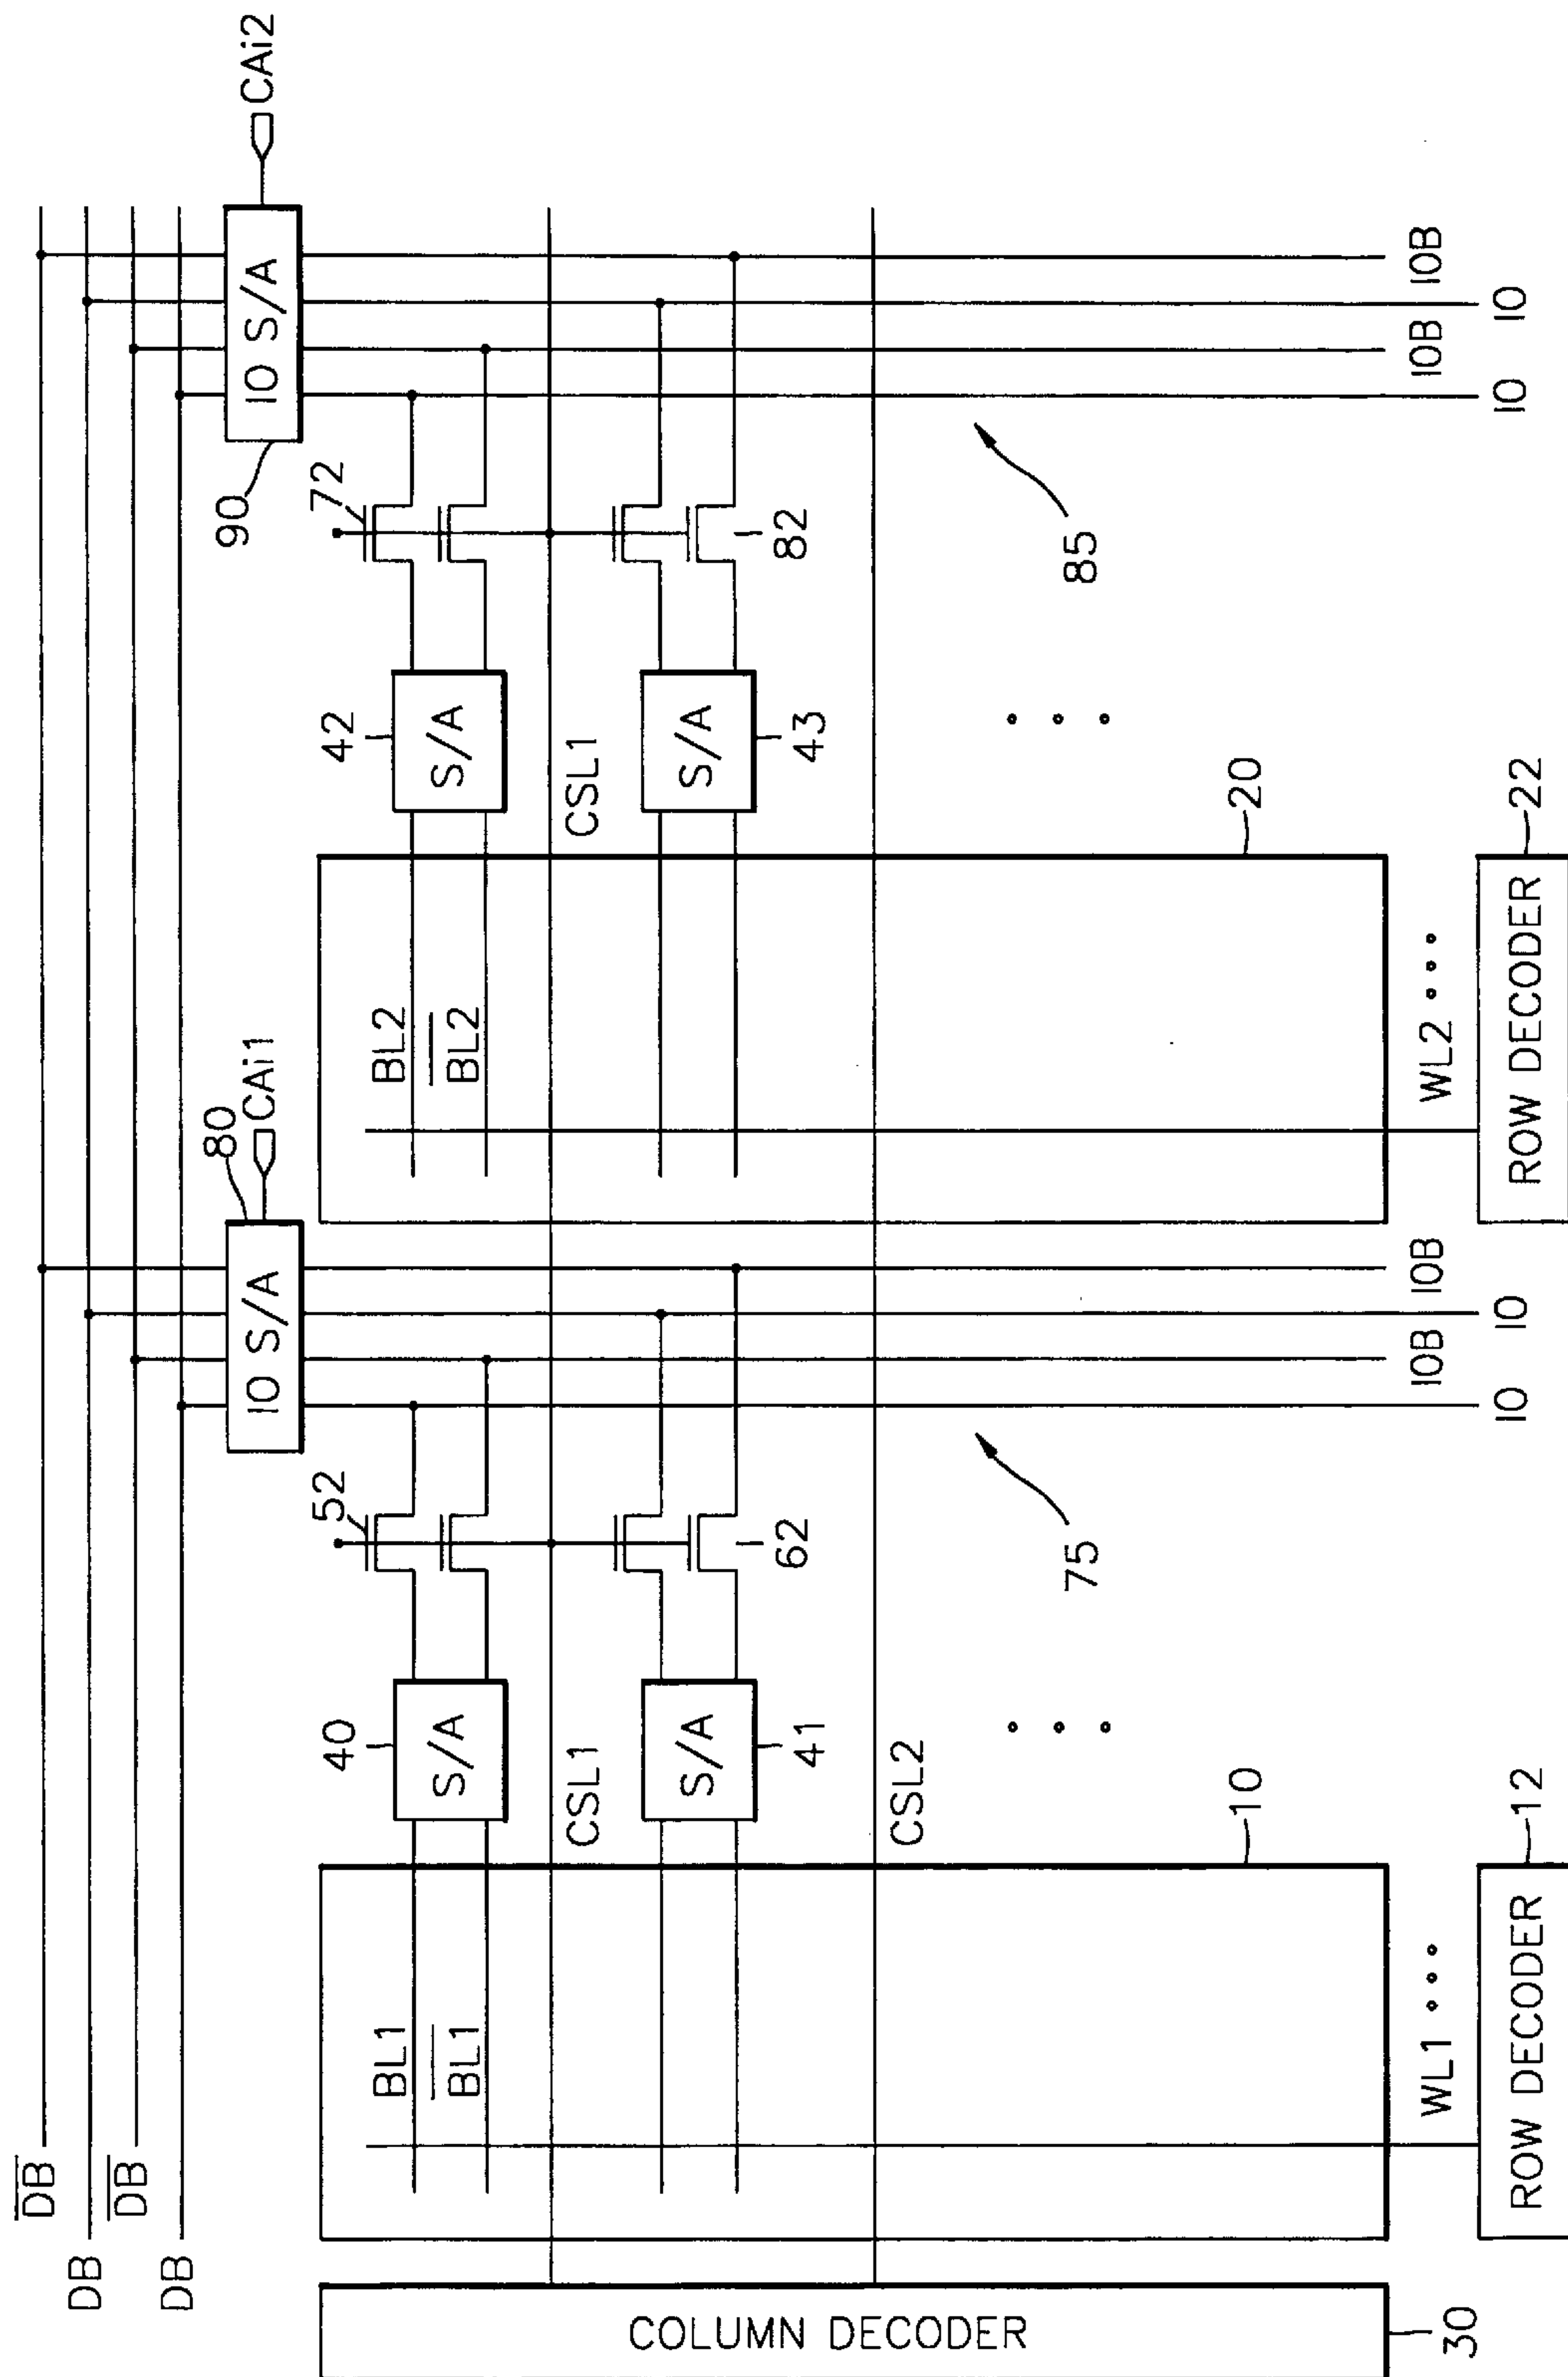 DB
DB
DB
DB
CAi1
CAi2
80
90
IO S/A
IO S/A
52
72
40
42
S/A
S/A
BL1
BL1
BL2
BL2
CSL1
CSL1
62
82
S/A
S/A
41
43
CSL2
75
85
10
20
COLUMN DECODER
30
WL1
WL2
IO
IOB
IO
IOB
IO
IOB
IO
IOB
ROW DECODER
12
ROW DECODER
22